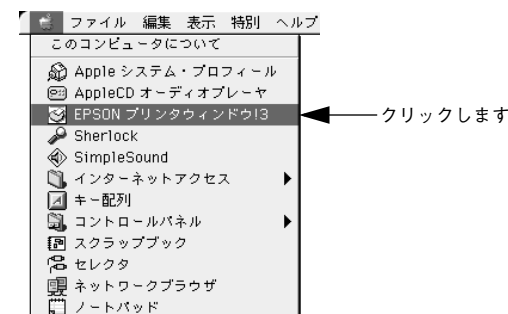 ファイル 編集 表示 特別 ヘルプ
このコンピュータについて
Apple システム・プロフィール
AppleCD オーディオプレーヤ
EPSON プリンタウィンドウ!3
クリックします
Sherlock
SimpleSound
インターネットアクセス
キー配列
コントロールパネル
スクラップブック
セレクタ
ネットワークブラウザ
ノートパッド